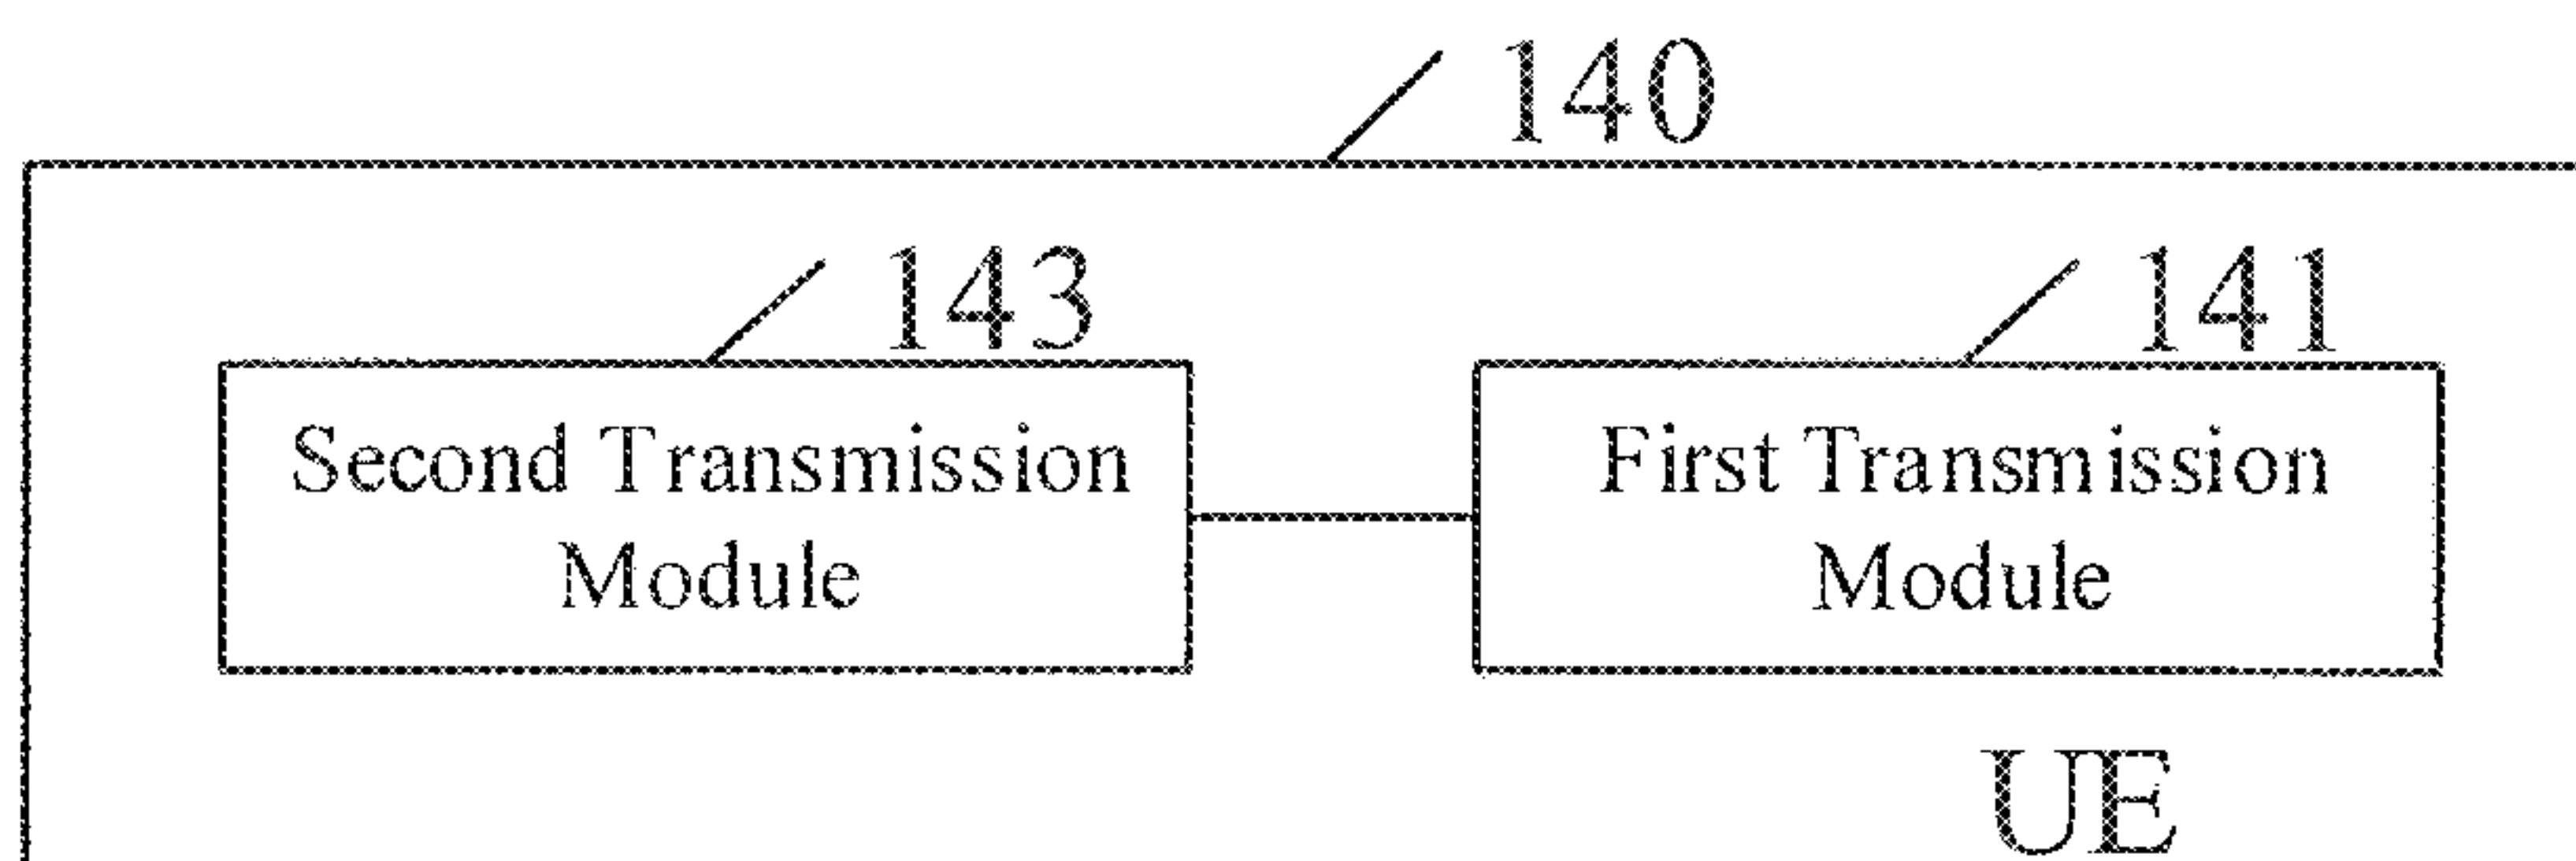 140
143
141
Second Transmission
Module
First Transmission
Module
UE